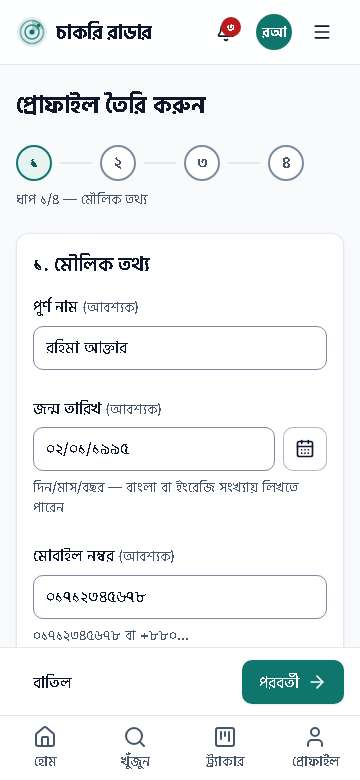 চাকরি রাডার
৩
রআ
প্রোফাইল তৈরি করুন
১
২
৩
৪
ধাপ ১/৪ — মৌলিক তথ্য
১. মৌলিক তথ্য
পূর্ণ নাম (আবশ্যক)
রহিমা আক্তার
জন্ম তারিখ (আবশ্যক)
০২/০১/১৯৯৫
দিন/মাস/বছর — বাংলা বা ইংরেজি সংখ্যায় লিখতে
পারেন
মোবাইল নম্বর (আবশ্যক)
০১৭১২৩৪৫৬৭৮
০১৭১২৩৪৫৬৭৮ বা +৮৮০...
বাতিল
পরবর্তী
হোম
খুঁজুন
ট্র্যাকার
প্রোফাইল